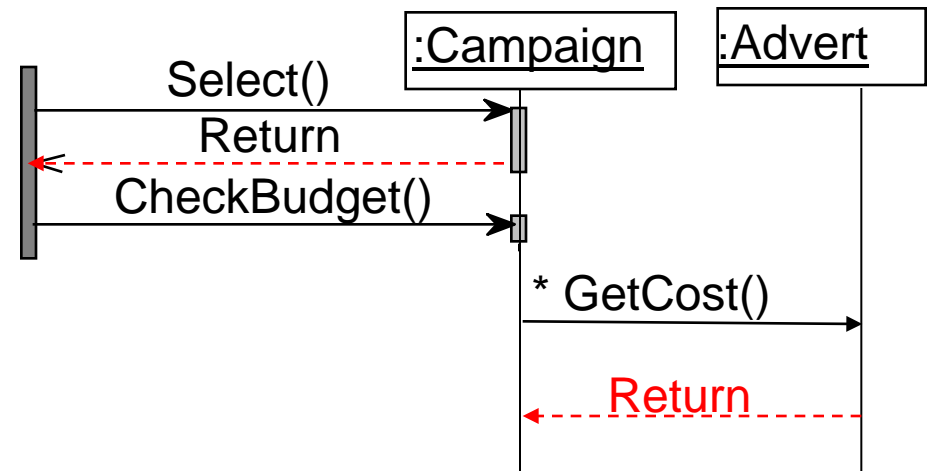 :Campaign
:Advert
Select()
Return
CheckBudget()
* GetCost()
Return